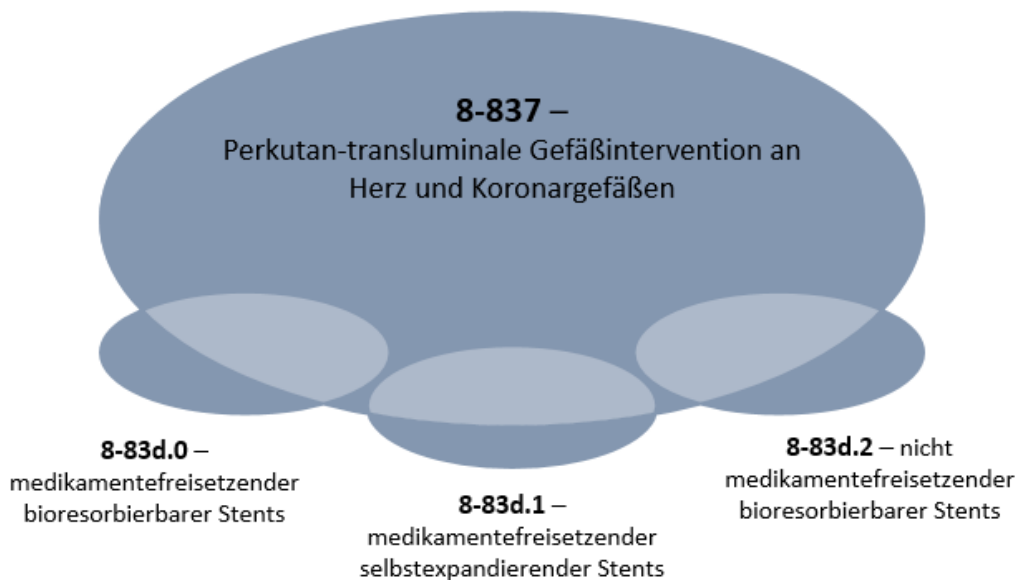 8-837 –
Perkutan-transluminale Gefäßintervention an
Herz und Koronargefäßen
8-83d.0 –
medikamentefreisetzender
bioresorbierbarer Stents
8-83d.1 –
medikamentefreisetzender
selbstexpandierender Stents
8-83d.2 – nicht
medikamentefreisetzender
bioresorbierbarer Stents